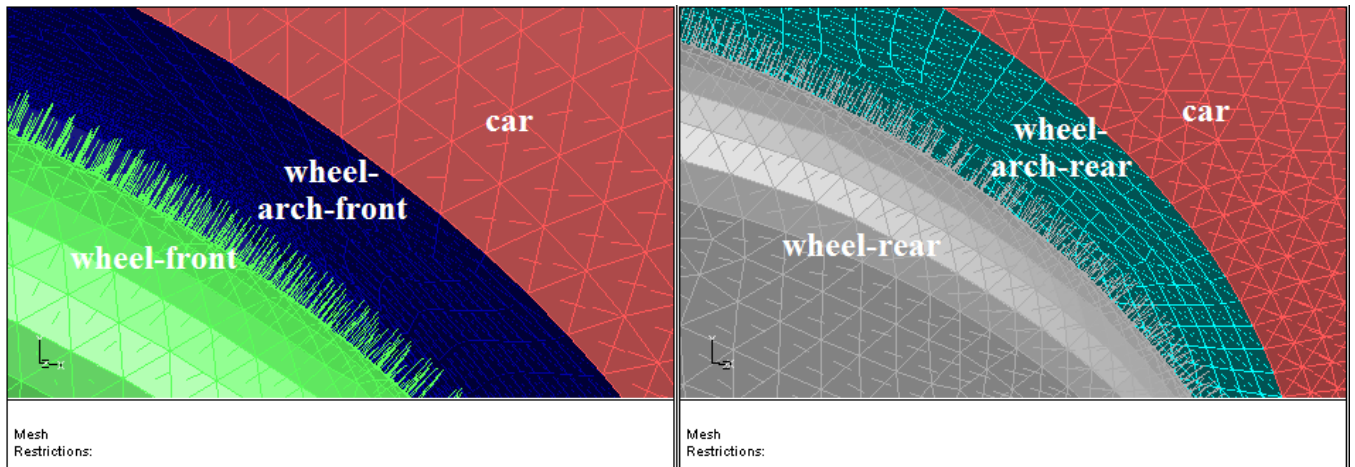 car
wheel-
arch-front
wheel-front
Mesh
Restrictions:
car
wheel-
arch-rear
wheel-rear
Mesh
Restrictions: